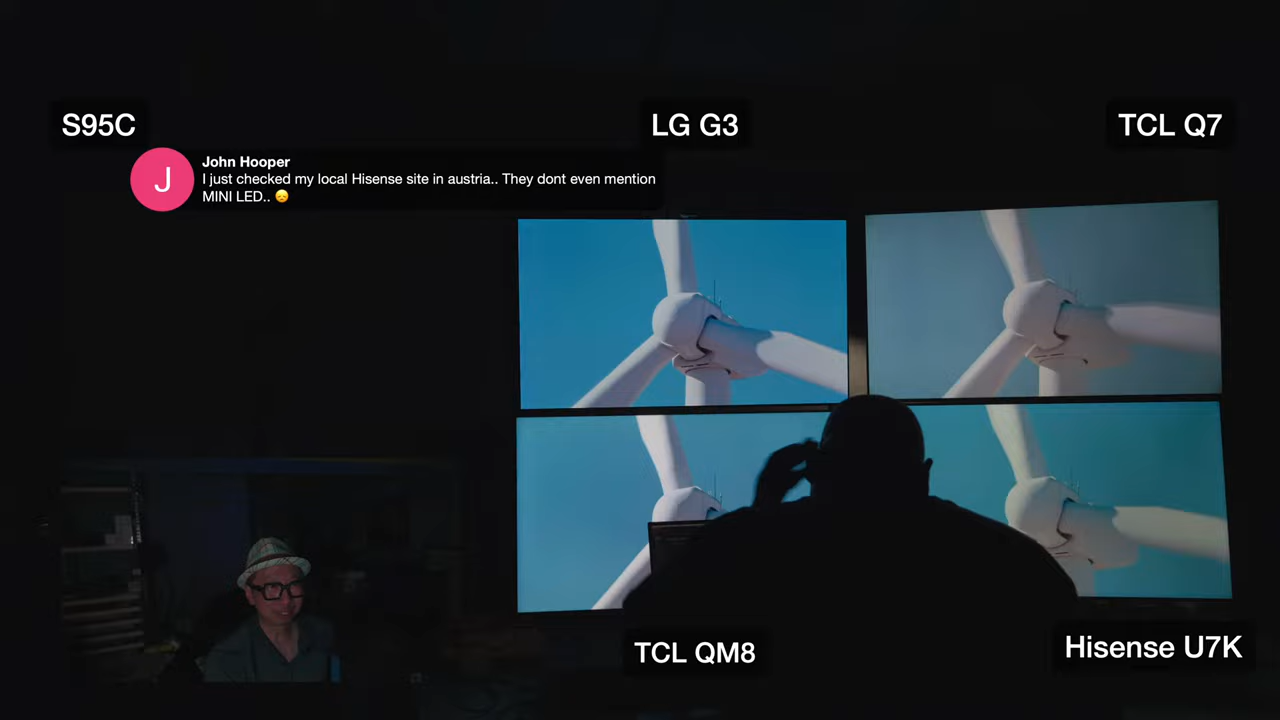 S95C
LG G3
TCL Q7
J
John Hooper
I just checked my local Hisense site in austria.. They dont even mention
MINI LED.. 😞
TCL QM8
Hisense U7K